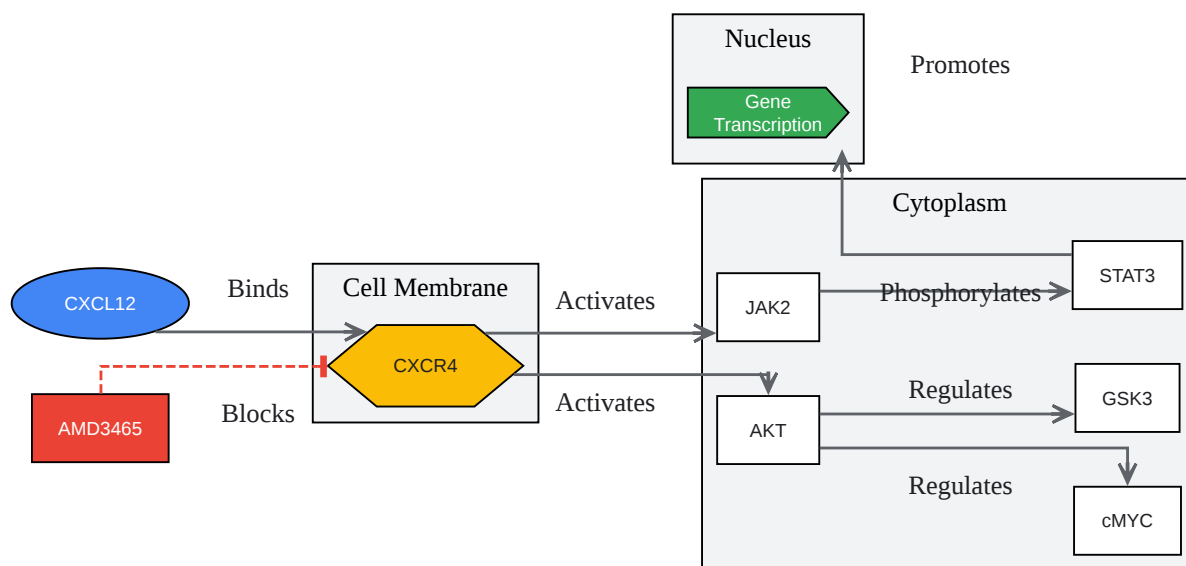 Nucleus
Promotes
Gene
Transcription
Cytoplasm
CXCL12
Binds
Cell Membrane
Activates
JAK2
Phosphorylates
STAT3
CXCR4
AMD3465
Blocks
Activates
AKT
Regulates
GSK3
Regulates
cMYC